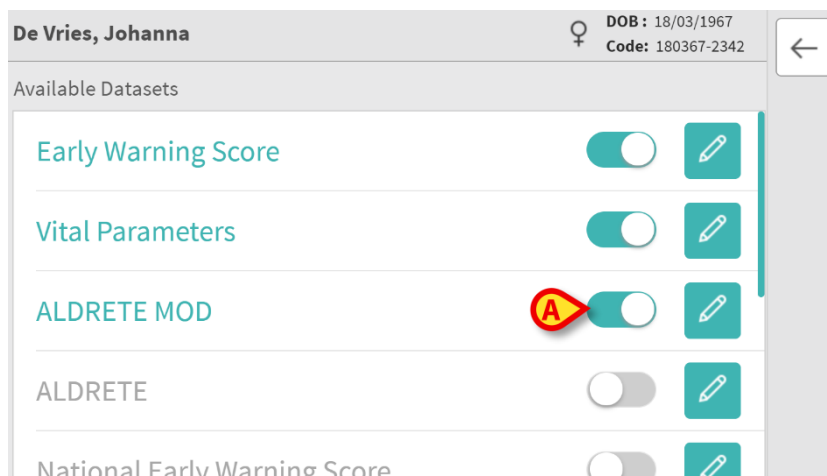 De Vries, Johanna
DOB : 18/03/1967
Code: 180367-2342
Available Datasets
Early Warning Score
Vital Parameters
ALDRETE MOD
A
ALDRETE
National Early Warning Score